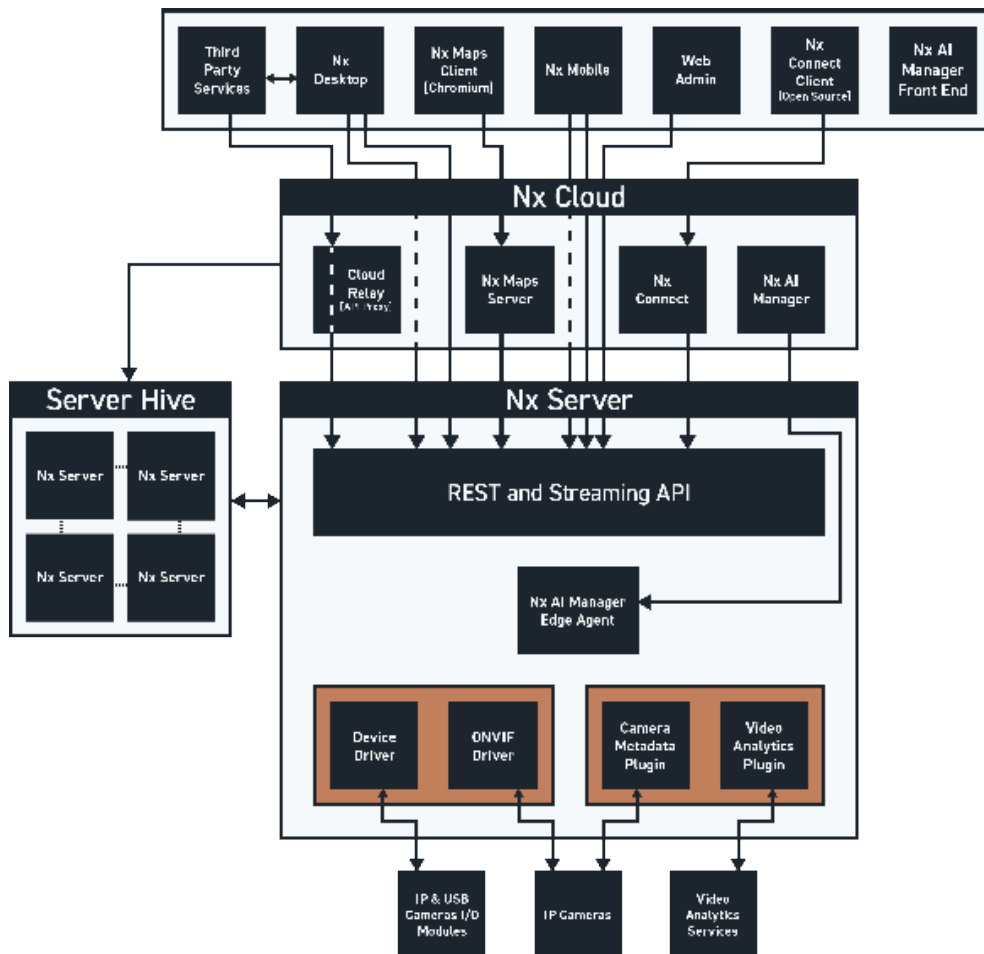 Third
Party
Services
Nx
Desktop
Nx Maps
Client
[Chromium]
Nx Mobile
Web
Admin
Nx
Connect
Client
[Open Source]
Nx AI
Manager
Front End
Nx Cloud
Cloud
Relay
[API Proxy]
Nx Maps
Server
Nx
Connect
Nx AI
Manager
Server Hive
Nx Server
Nx Server
Nx Server
Nx Server
Nx Server
REST and Streaming API
Nx AI Manager
Edge Agent
Device
Driver
ONVIF
Driver
Camera
Metadata
Plugin
Video
Analytics
Plugin
IP & USB
Cameras I/O
Modules
IP Cameras
Video
Analytics
Services